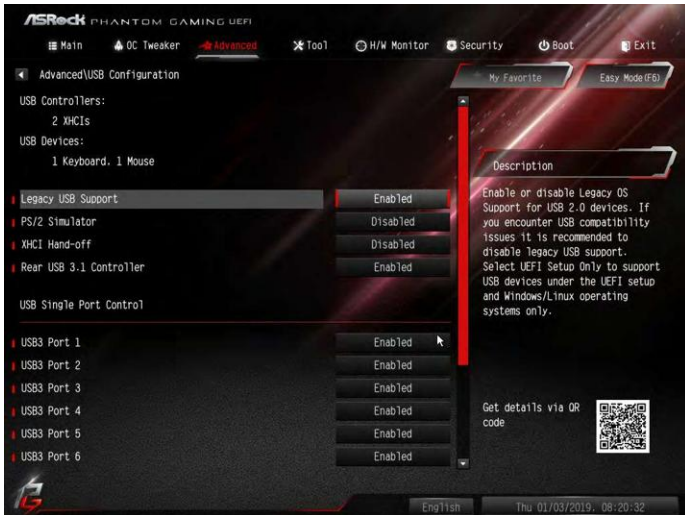 ASRock PHANTOM GAMING UEFI
Main OC Tweaker Advanced Tool H/W Monitor Security Boot Exit
Advanced\USB Configuration
My Favorite Easy Mode(F6)
USB Controllers:
2 XHCIs
USB Devices:
1 Keyboard. 1 Mouse
Legacy USB Support Enabled
PS/2 Simulator Disabled
XHCI Hand-off Disabled
Rear USB 3.1 Controller Enabled
USB Single Port Control
USB3 Port 1 Enabled
USB3 Port 2 Enabled
USB3 Port 3 Enabled
USB3 Port 4 Enabled
USB3 Port 5 Enabled
USB3 Port 6 Enabled
Description
Enable or disable Legacy OS
Support for USB 2.0 devices. If
you encounter USB compatibility
issues it is recommended to
disable legacy USB support.
Select UEFI Setup Only to support
USB devices under the UEFI setup
and Windows/Linux operating
systems only.
Get details via QR
code
English Thu 01/03/2019. 08:20:32